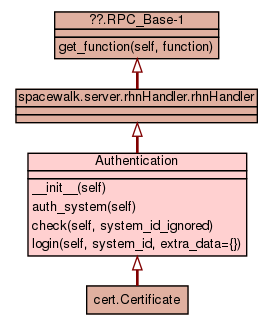 ??.RPC_Base-1
get_function(self, function)
spacewalk.server.rhnHandler.rhnHandler
Authentication
__init__(self)
auth_system(self)
check(self, system_id_ignored)
login(self, system_id, extra_data={})
cert.Certificate